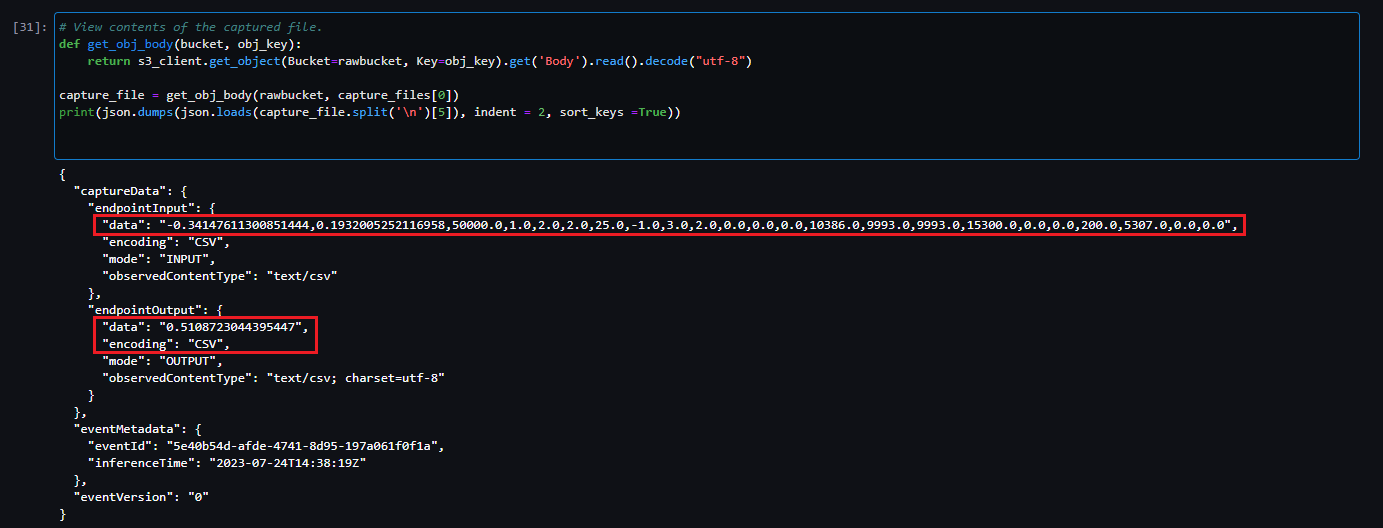 [31]: # View contents of the captured file.
def get_obj_body(bucket, obj_key):
    return s3_client.get_object(Bucket=rawbucket, Key=obj_key).get('Body').read().decode("utf-8")

capture_file = get_obj_body(rawbucket, capture_files[0])
print(json.dumps(json.loads(capture_file.split('\n')[5]), indent = 2, sort_keys =True))

{
  "captureData": {
    "endpointInput": {
      "data": "-0.34147611300851444,0.1932005252116958,50000.0,1.0,2.0,2.0,25.0,-1.0,3.0,2.0,0.0,0.0,0.0,10386.0,9993.0,9993.0,15300.0,0.0,0.0,200.0,5307.0,0.0,0.0",
      "encoding": "CSV",
      "mode": "INPUT",
      "observedContentType": "text/csv"
    },
    "endpointOutput": {
      "data": "0.5108723044395447",
      "encoding": "CSV",
      "mode": "OUTPUT",
      "observedContentType": "text/csv; charset=utf-8"
    }
  },
  "eventMetadata": {
    "eventId": "5e40b54d-afde-4741-8d95-197a061f0f1a",
    "inferenceTime": "2023-07-24T14:38:19Z"
  },
  "eventVersion": "0"
}